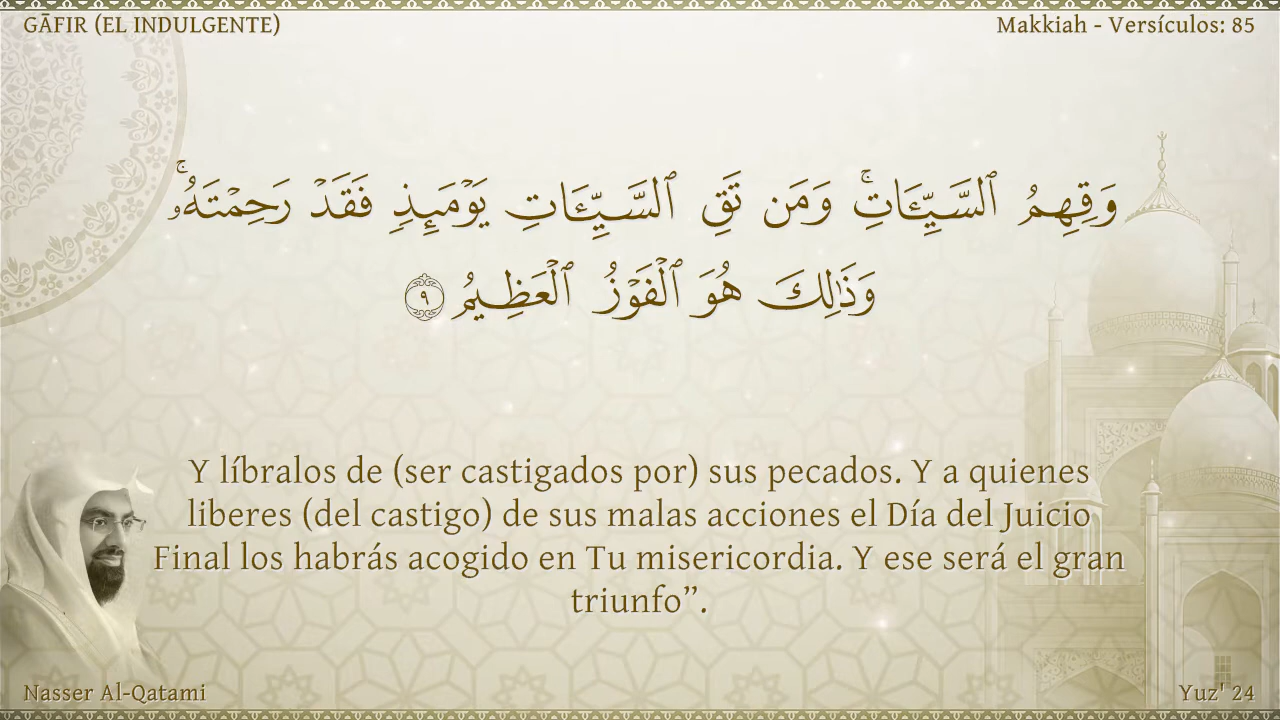 GĀFIR (EL INDULGENTE)
Makkiah - Versículos: 85
وَقِهِمُ ٱلسَّيِّـَٔاتِۚ وَمَن تَقِ ٱلسَّيِّـَٔاتِ يَوْمَئِذٍ فَقَدْ رَحِمْتَهُۥۚ
وَذَٰلِكَ هُوَ ٱلْفَوْزُ ٱلْعَظِيمُ ٩
Y líbralos de (ser castigados por) sus pecados. Y a quienes
liberes (del castigo) de sus malas acciones el Día del Juicio
Final los habrás acogido en Tu misericordia. Y ese será el gran
triunfo”.
Nasser Al-Qatami
Yuz' 24